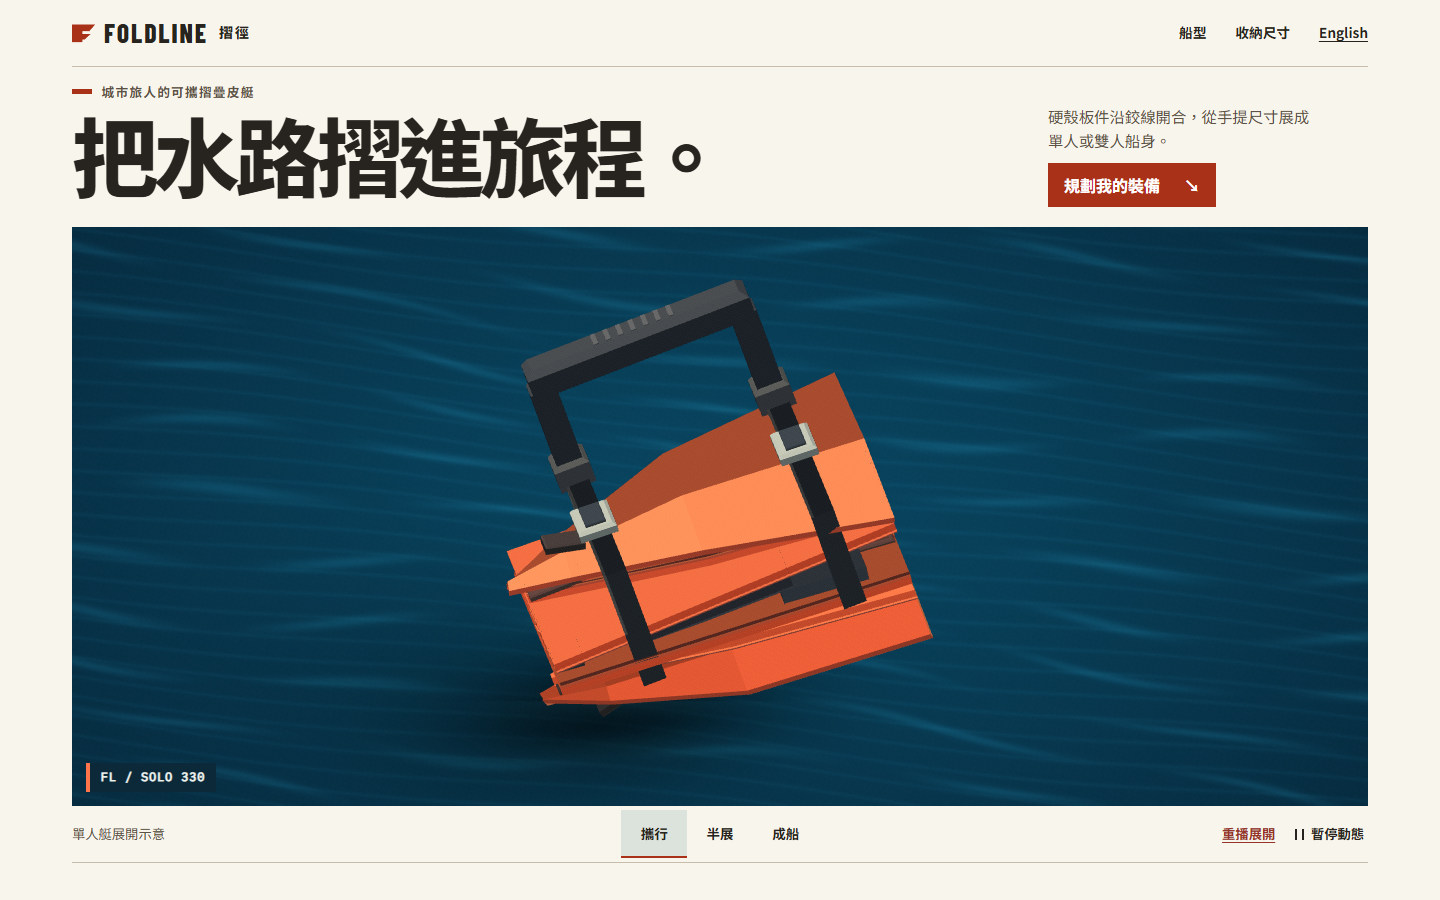 FOLDLINE 摺徑
船型 收納尺寸 English
城市旅人的可攜摺疊皮艇
把水路摺進旅程。
硬殼板件沿鉸線開合，從手提尺寸展成
單人或雙人船身。
規劃我的裝備 ↘
FL / SOLO 330
單人艇展開示意
攜行 半展 成船
重播展開 暫停動態